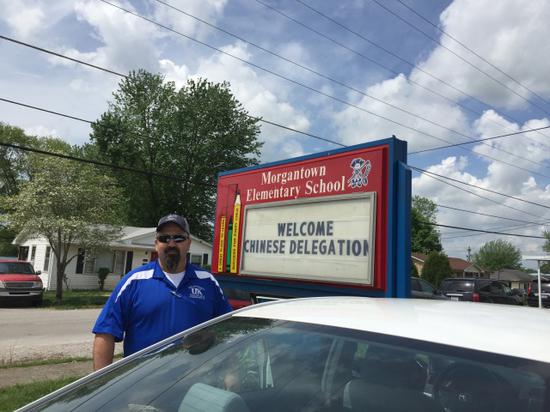 Morgantown
Elementary School
WELCOME
CHINESE DELEGATION
UK